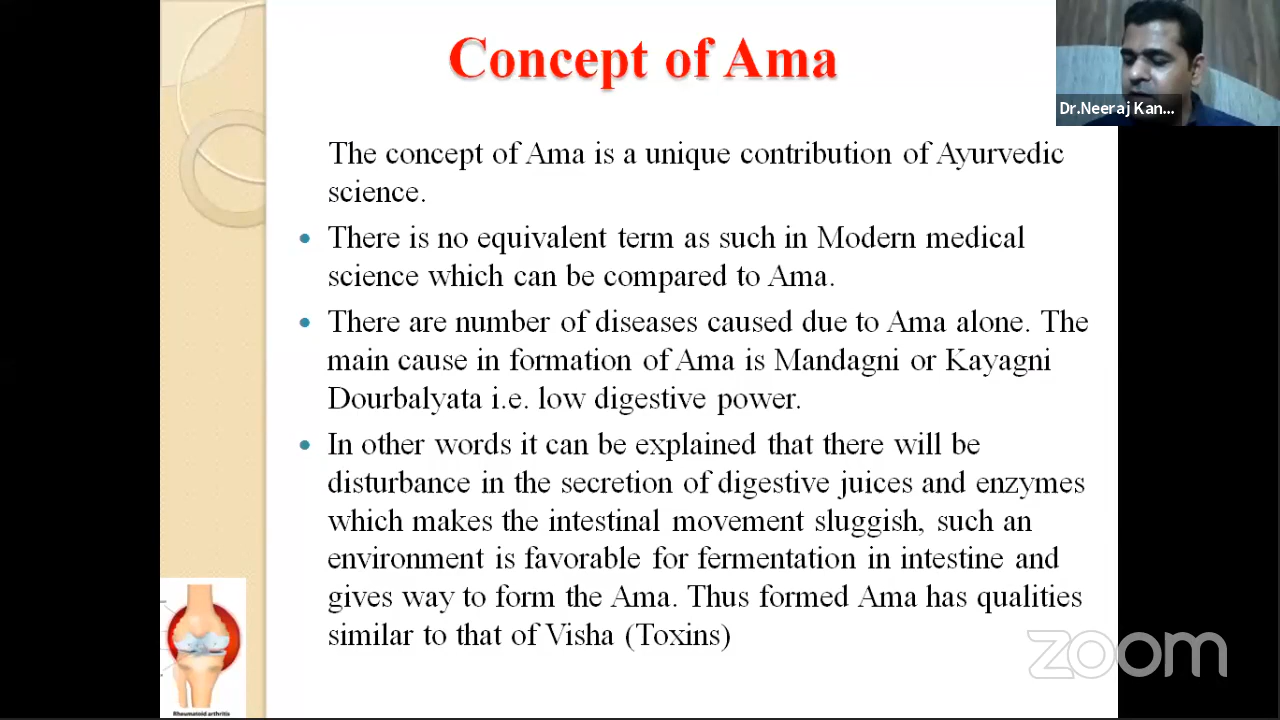 Concept of Ama
Dr.Neeraj Kan...
The concept of Ama is a unique contribution of Ayurvedic
science.
• There is no equivalent term as such in Modern medical
science which can be compared to Ama.
• There are number of diseases caused due to Ama alone. The
main cause in formation of Ama is Mandagni or Kayagni
Dourbalyata i.e. low digestive power.
• In other words it can be explained that there will be
disturbance in the secretion of digestive juices and enzymes
which makes the intestinal movement sluggish, such an
environment is favorable for fermentation in intestine and
gives way to form the Ama. Thus formed Ama has qualities
similar to that of Visha (Toxins)
zoom
Rheumatoid arthritis